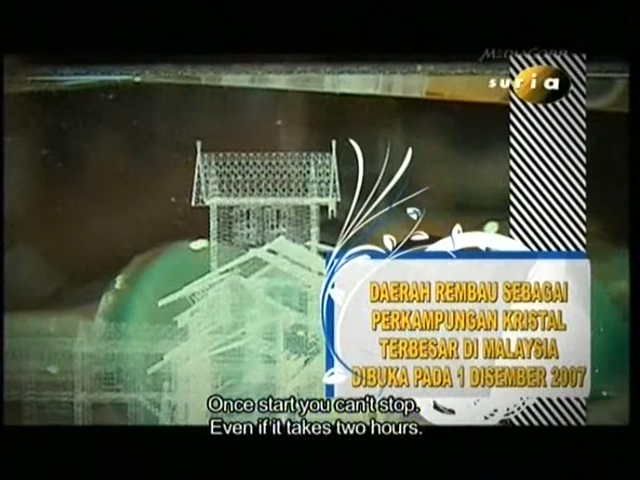 MEDIACORP
suria
DAERAH REMBAU SEBAGAI
PERKAMPUNGAN KRISTAL
TERBESAR DI MALAYSIA
DIBUKA PADA 1 DISEMBER 2007
Once start you can't stop.
Even if it takes two hours.